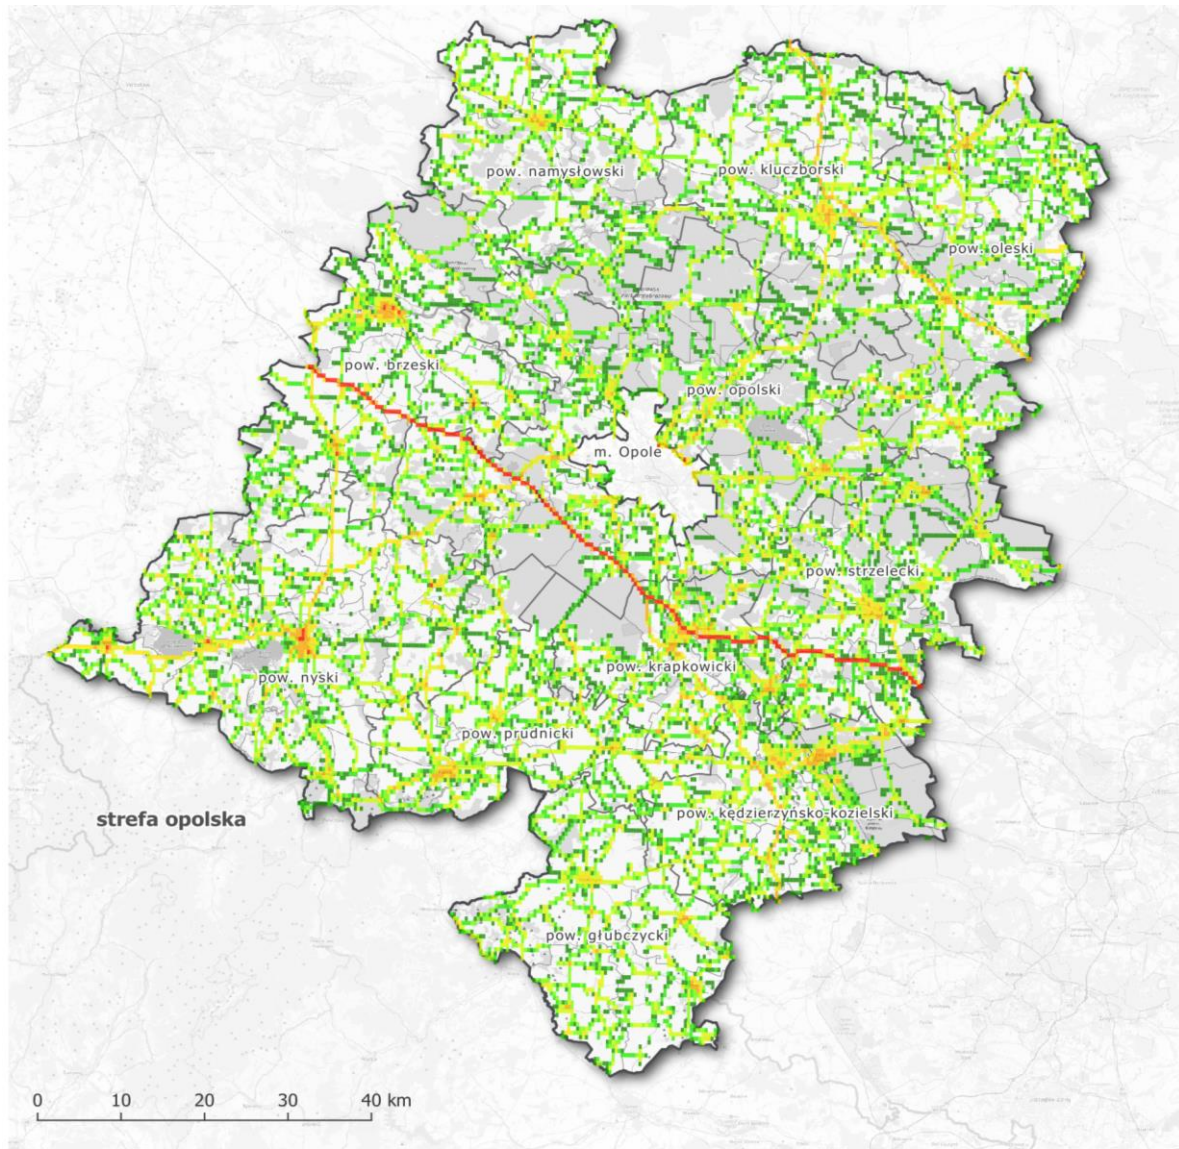 pow. namysłowski
pow. kluczborski
pow. oleski
pow. brzeski
pow. opolski
m. Opole
pow. strzelecki
pow. krapkowicki
pow. nyski
pow. prudnicki
strefa opolska
pow. kędzierzyńsko-kozielski
pow. głubczycki
0 10 20 30 40 km